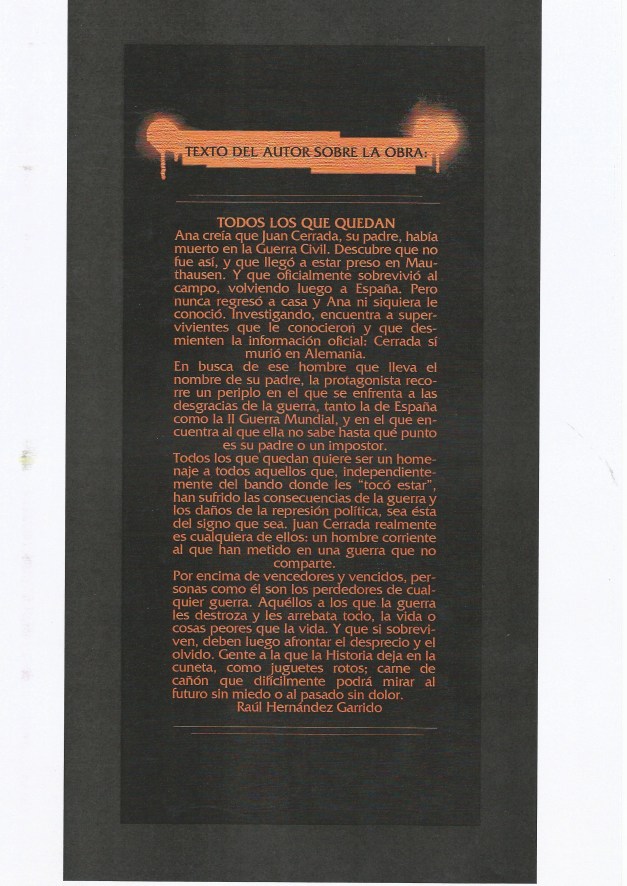 TEXTO DEL AUTOR SOBRE LA OBRA:
TODOS LOS QUE QUEDAN
Ana creía que Juan Cerrada, su padre, había
muerto en la Guerra Civil. Descubre que no
fue así, y que llegó a estar preso en Mau-
thausen. Y que oficialmente sobrevivió al
campo, volviendo luego a España. Pero
nunca regresó a casa y Ana ni siquiera le
conoció. Investigando, encuentra a super-
vivientes que le conocieron y que des-
mienten la información oficial: Cerrada sí
murió en Alemania.
En busca de ese hombre que lleva el
nombre de su padre, la protagonista reco-
rre un periplo en el que se enfrenta a las
desgracias de la guerra, tanto la de España
como la II Guerra Mundial, y en el que en-
cuentra al que ella no sabe hasta qué punto
es su padre o un impostor.
Todos los que quedan quiere ser un home-
naje a todos aquellos que, independiente-
mente del bando donde les “tocó estar”,
han sufrido las consecuencias de la guerra y
los daños de la represión política, sea ésta
del signo que sea. Juan Cerrada realmente
es cualquiera de ellos: un hombre corriente
al que han metido en una guerra que no
comparte.
Por encima de vencedores y vencidos, per-
sonas como él son los perdedores de cual-
quier guerra. Aquéllos a los que la guerra
les destroza y les arrebata todo, la vida o
cosas peores que la vida. Y que si sobrevi-
ven, deben luego afrontar el desprecio y el
olvido. Gente a la que la Historia deja en la
cuneta, como juguetes rotos; carne de
cañón que difícilmente podrá mirar al
futuro sin miedo o al pasado sin dolor.
Raúl Hernández Garrido